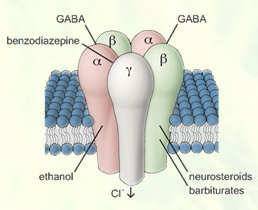 GABA GABA
benzodiazepine
β α
α β
γ
ethanol
neurosteroids
barbiturates
Cl⁻ ↓